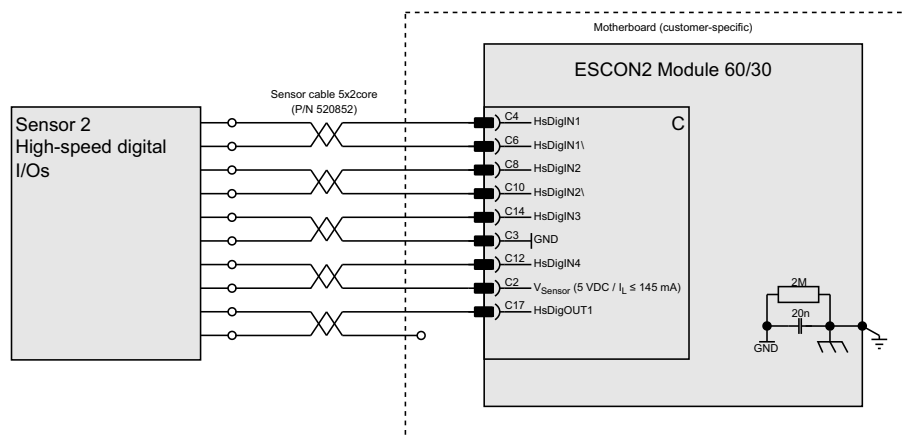 Motherboard (customer-specific)
ESCON2 Module 60/30
Sensor cable 5x2core
(P/N 520852)
Sensor 2
High-speed digital
I/Os
C
C4 HsDigIN1
C6 HsDigIN1\
C8 HsDigIN2
C10 HsDigIN2\
C14 HsDigIN3
C3 GND
C12 HsDigIN4
C2 VSensor (5 VDC / IL ≤ 145 mA)
C17 HsDigOUT1
2M
20n
GND